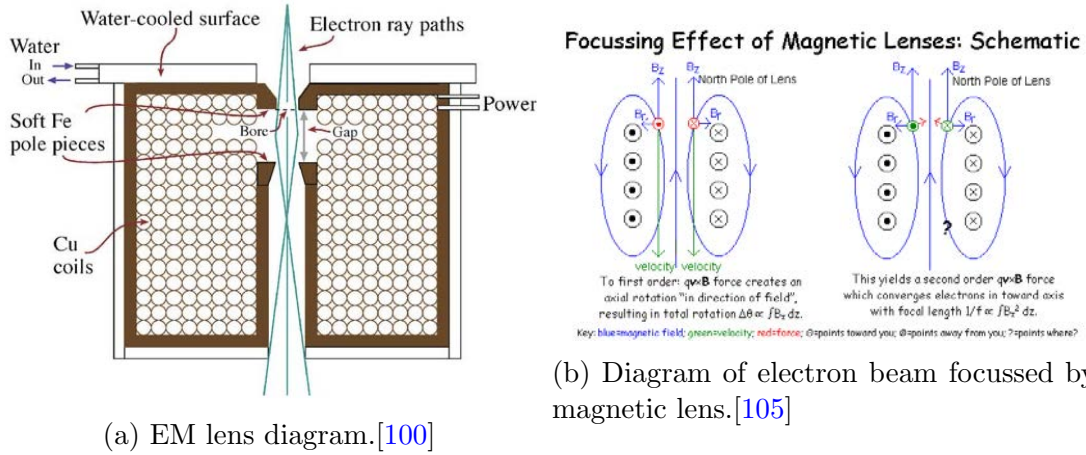 Water-cooled surface
Electron ray paths
Water
In
Out
Power
Soft Fe
pole pieces
Bore
Gap
Cu
coils
(a) EM lens diagram.[100]
Focussing Effect of Magnetic Lenses: Schematic
Bz
Bz
North Pole of Lens
Br
Br
velocity
velocity
To first order: qv×B force creates an
axial rotation "in direction of field",
resulting in total rotation Δθ ∝ ∫Bz dz.
Bz
Bz
North Pole of Lens
Br
Br
?
This yields a second order qv×B force
which converges electrons in toward axis
with focal length 1/f ∝ ∫Bz² dz.
Key: blue=magnetic field; green=velocity; red=force; ⊙=points toward you; ⊗=points away from you; ?=points where?
(b) Diagram of electron beam focussed by
magnetic lens.[105]